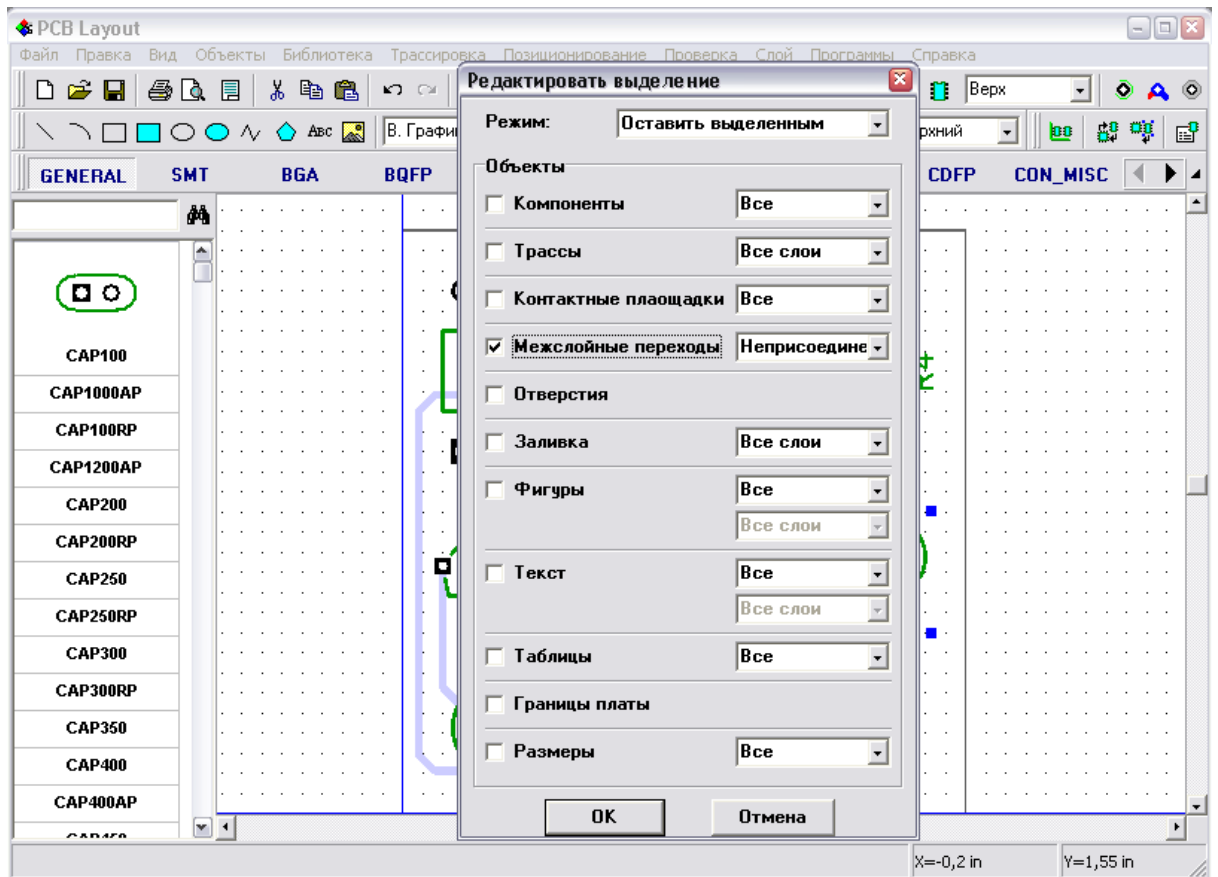 PCB Layout
Файл Правка Вид Объекты Библиотека Трассировка Позиционирование Проверка Слой Программы Справка
Верх
ABC В. Графи рхний
GENERAL SMT BGA BQFP CDFP CON_MISC
CAP100
CAP1000AP
CAP100RP
CAP1200AP
CAP200
CAP200RP
CAP250
CAP250RP
CAP300
CAP300RP
CAP350
CAP400
CAP400AP
R4
Редактировать выделение
Режим: Оставить выделенным
Объекты
Компоненты Все
Трассы Все слои
Контактные плаощадки Все
Межслойные переходы Неприсоедине
Отверстия
Заливка Все слои
Фигуры Все
Все слои
Текст Все
Все слои
Таблицы Все
Границы платы
Размеры Все
OK Отмена
X=-0,2 in Y=1,55 in